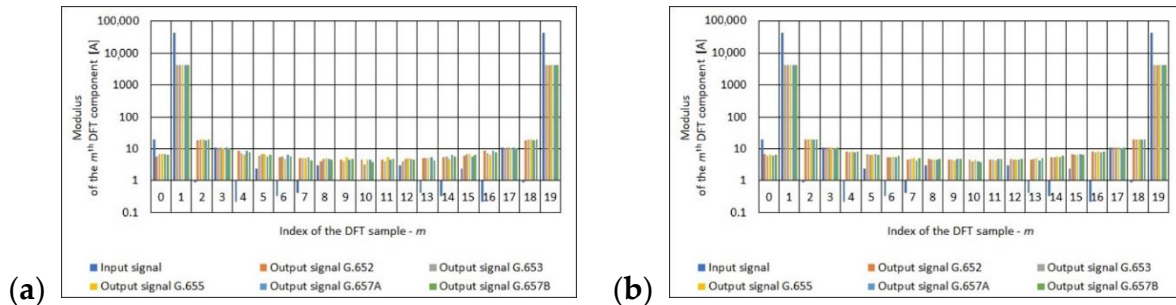 (a)
Modulus
of the mth DFT component [A]
100,000
10,000
1000
100
10
1
0.1
0 1 2 3 4 5 6 7 8 9 10 11 12 13 14 15 16 17 18 19
Index of the DFT sample - m
Input signal Output signal G.652 Output signal G.653
Output signal G.655 Output signal G.657A Output signal G.657B
(b)
Modulus
of the mth DFT component [A]
100,000
10,000
1000
100
10
1
0.1
0 1 2 3 4 5 6 7 8 9 10 11 12 13 14 15 16 17 18 19
Index of the DFT sample - m
Input signal Output signal G.652 Output signal G.653
Output signal G.655 Output signal G.657A Output signal G.657B